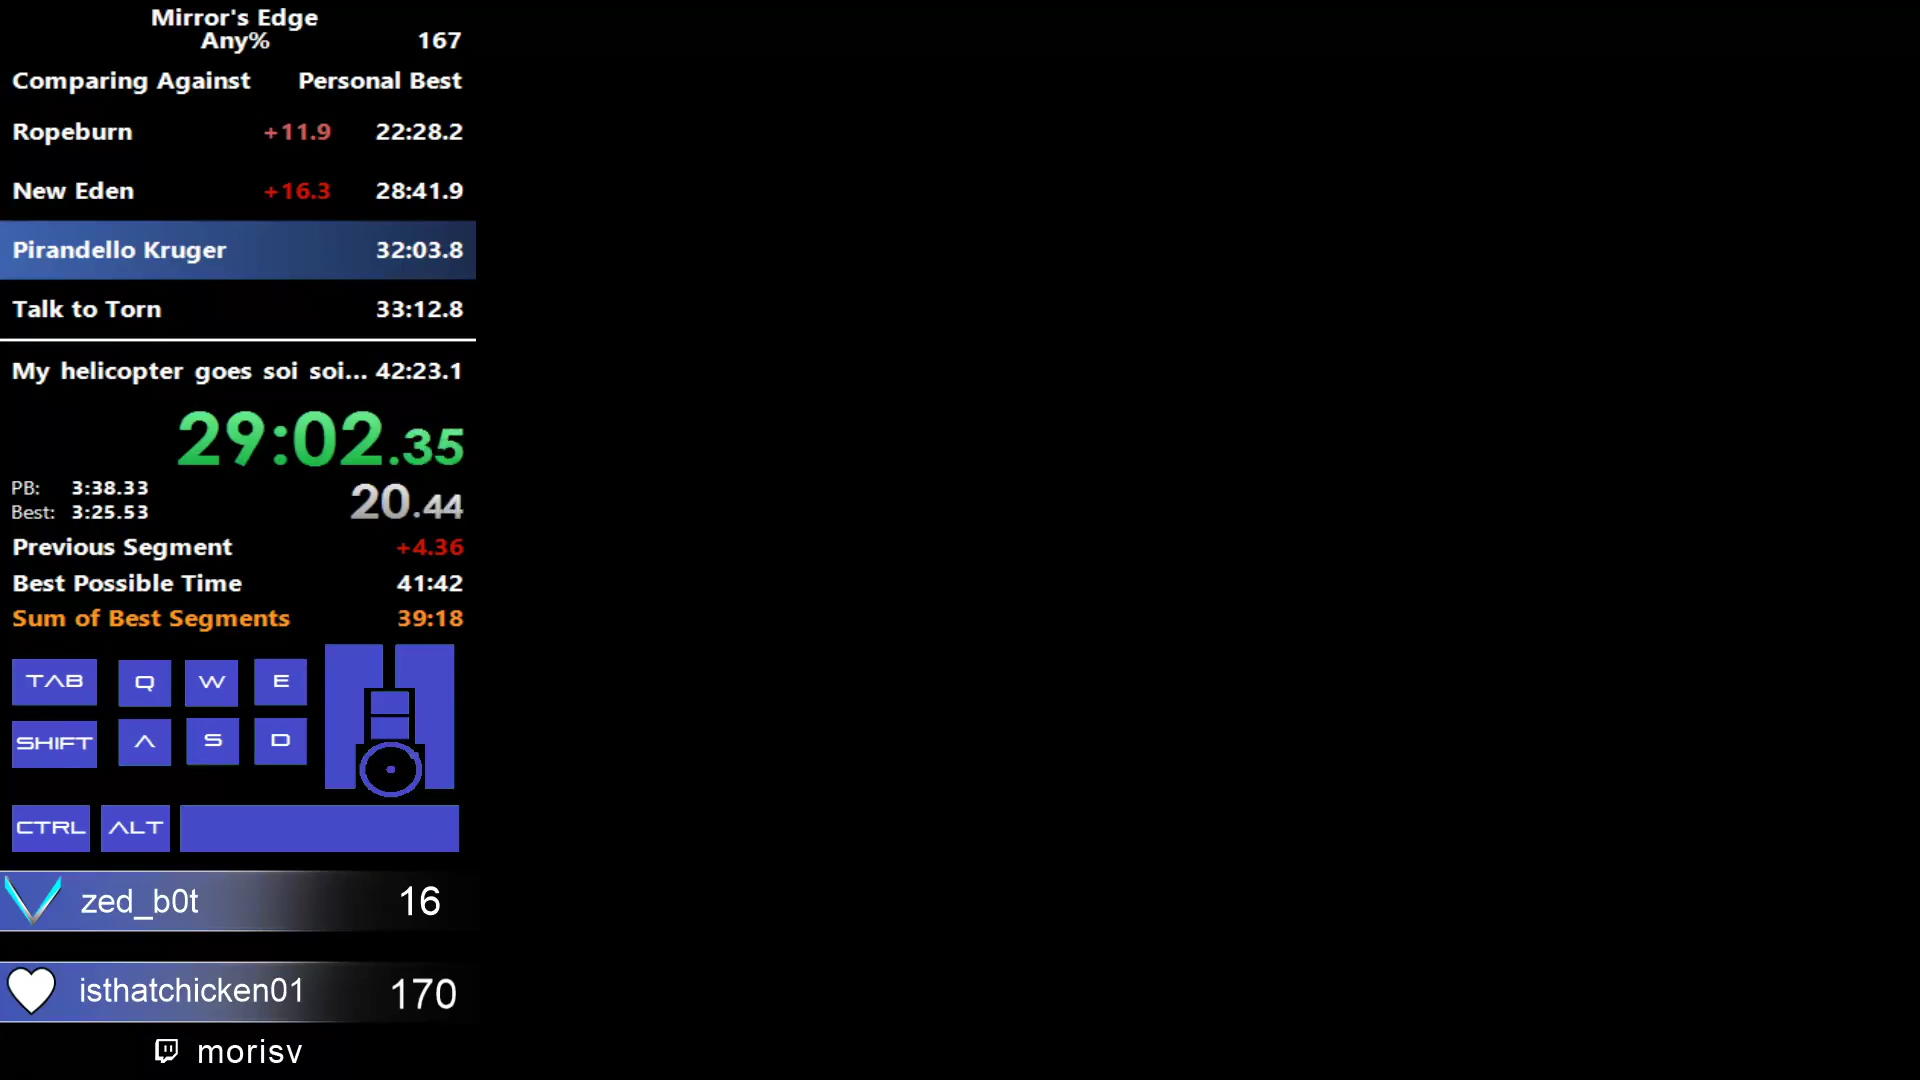 Mirror's Edge
Any% 167
Comparing Against Personal Best
Ropeburn +11.9 22:28.2
New Eden +16.3 28:41.9
Pirandello Kruger 32:03.8
Talk to Torn 33:12.8
My helicopter goes soi soi... 42:23.1
29:02.35
PB: 3:38.33 20.44
Best: 3:25.53
Previous Segment +4.36
Best Possible Time 41:42
Sum of Best Segments 39:18
TAB Q W E
SHIFT A S D
CTRL ALT
zed_b0t 16
isthatchicken01 170
morisv